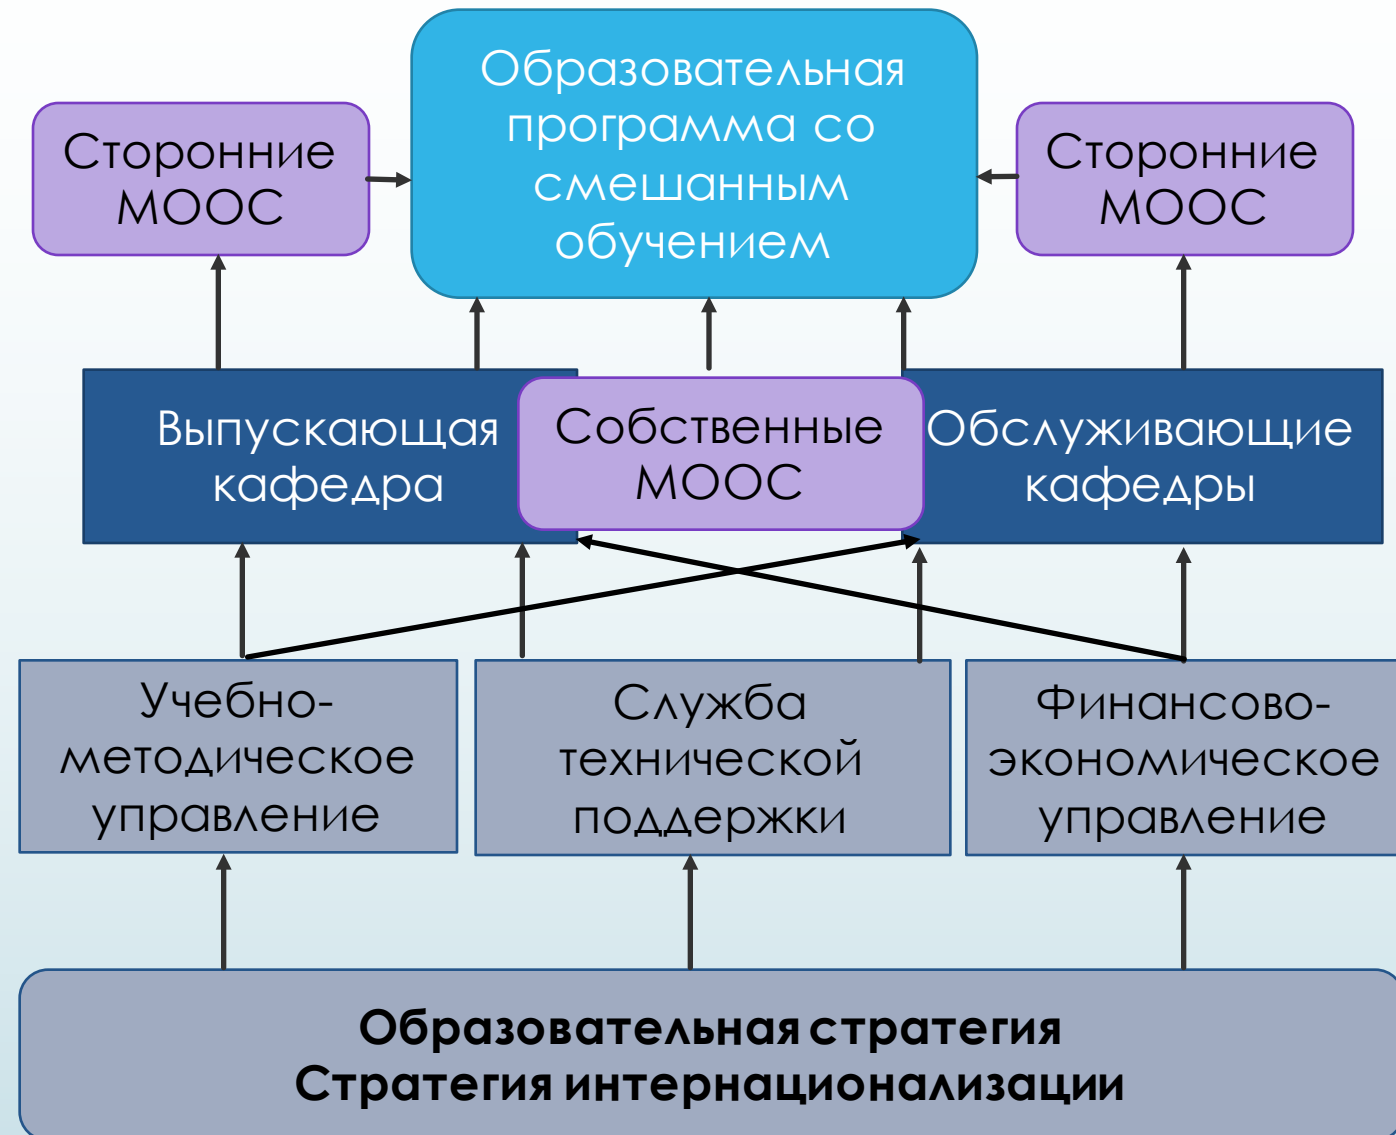 Образовательная
программа со
смешанным
обучением
Сторонние
МООС
Сторонние
МООС
Выпускающая
кафедра
Собственные
МООС
Обслуживающие
кафедры
Учебно-
методическое
управление
Служба
технической
поддержки
Финансово-
экономическое
управление
Образовательная стратегия
Стратегия интернационализации